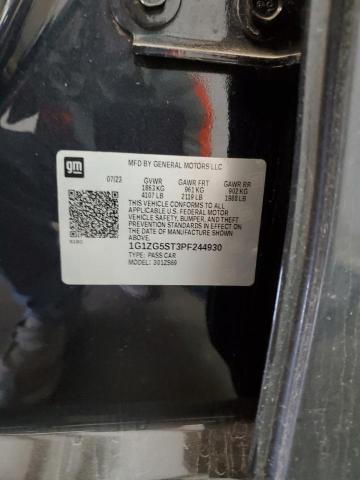 gm
MFD BY GENERAL MOTORS LLC
07/23 GVWR GAWR FRT GAWR RR
1863 KG 961 KG 902 KG
4107 LB 2119 LB 1988 LB
THIS VEHICLE CONFORMS TO ALL
APPLICABLE U.S. FEDERAL MOTOR
VEHICLE SAFETY, BUMPER, AND THEFT
PREVENTION STANDARDS IN EFFECT ON
THE DATE OF MANUFACTURE SHOWN
ABOVE.
1G1ZG5ST3PF244930
TYPE: PASS CAR
MODEL: 301ZS69